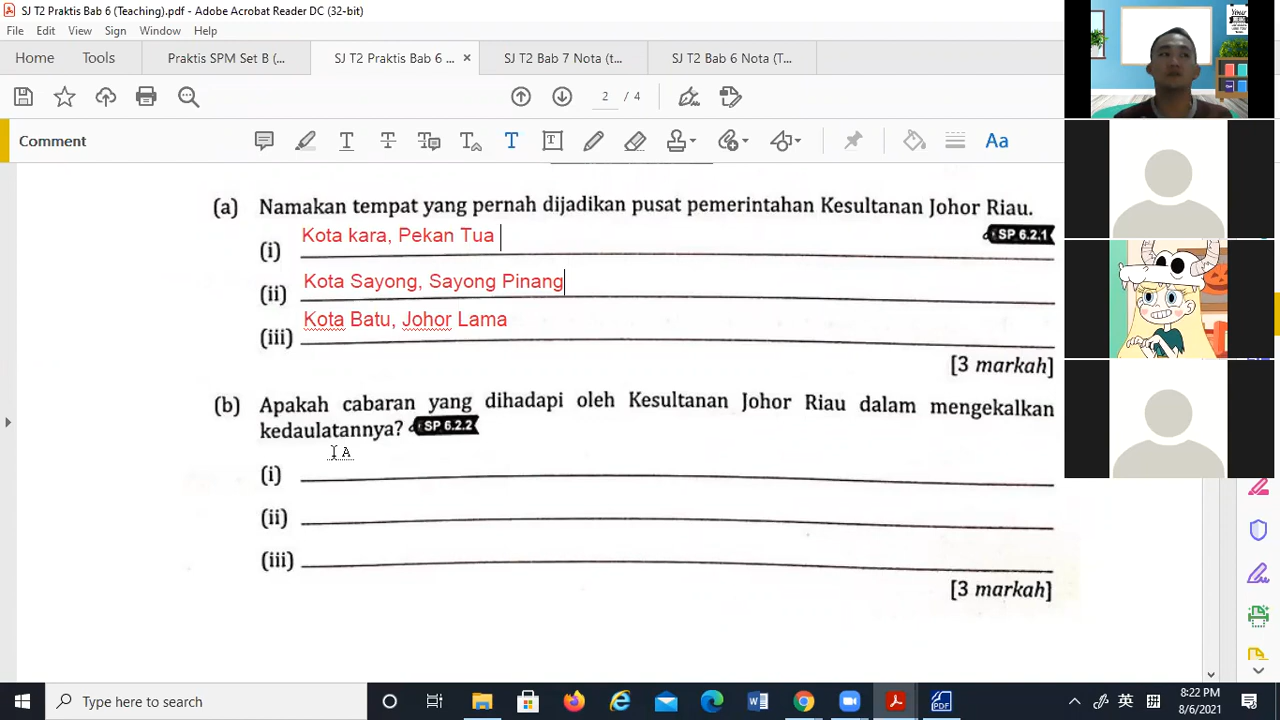 SJ T2 Praktis Bab 6 (Teaching).pdf - Adobe Acrobat Reader DC (32-bit)
File Edit View Sign Window Help
Home Tools Praktis SPM Set B (... SJ T2 Praktis Bab 6 ... × SJ T2 Bab 7 Nota (t... SJ T2 Bab 6 Nota (T...
2 / 4
Comment
Aa
(a) Namakan tempat yang pernah dijadikan pusat pemerintahan Kesultanan Johor Riau.
SP 6.2.1
(i) Kota kara, Pekan Tua
(ii) Kota Sayong, Sayong Pinang
(iii) Kota Batu, Johor Lama
[3 markah]
(b) Apakah cabaran yang dihadapi oleh Kesultanan Johor Riau dalam mengekalkan
kedaulatannya? SP 6.2.2
(i)
(ii)
(iii)
[3 markah]
Type here to search
英
8:22 PM
8/6/2021